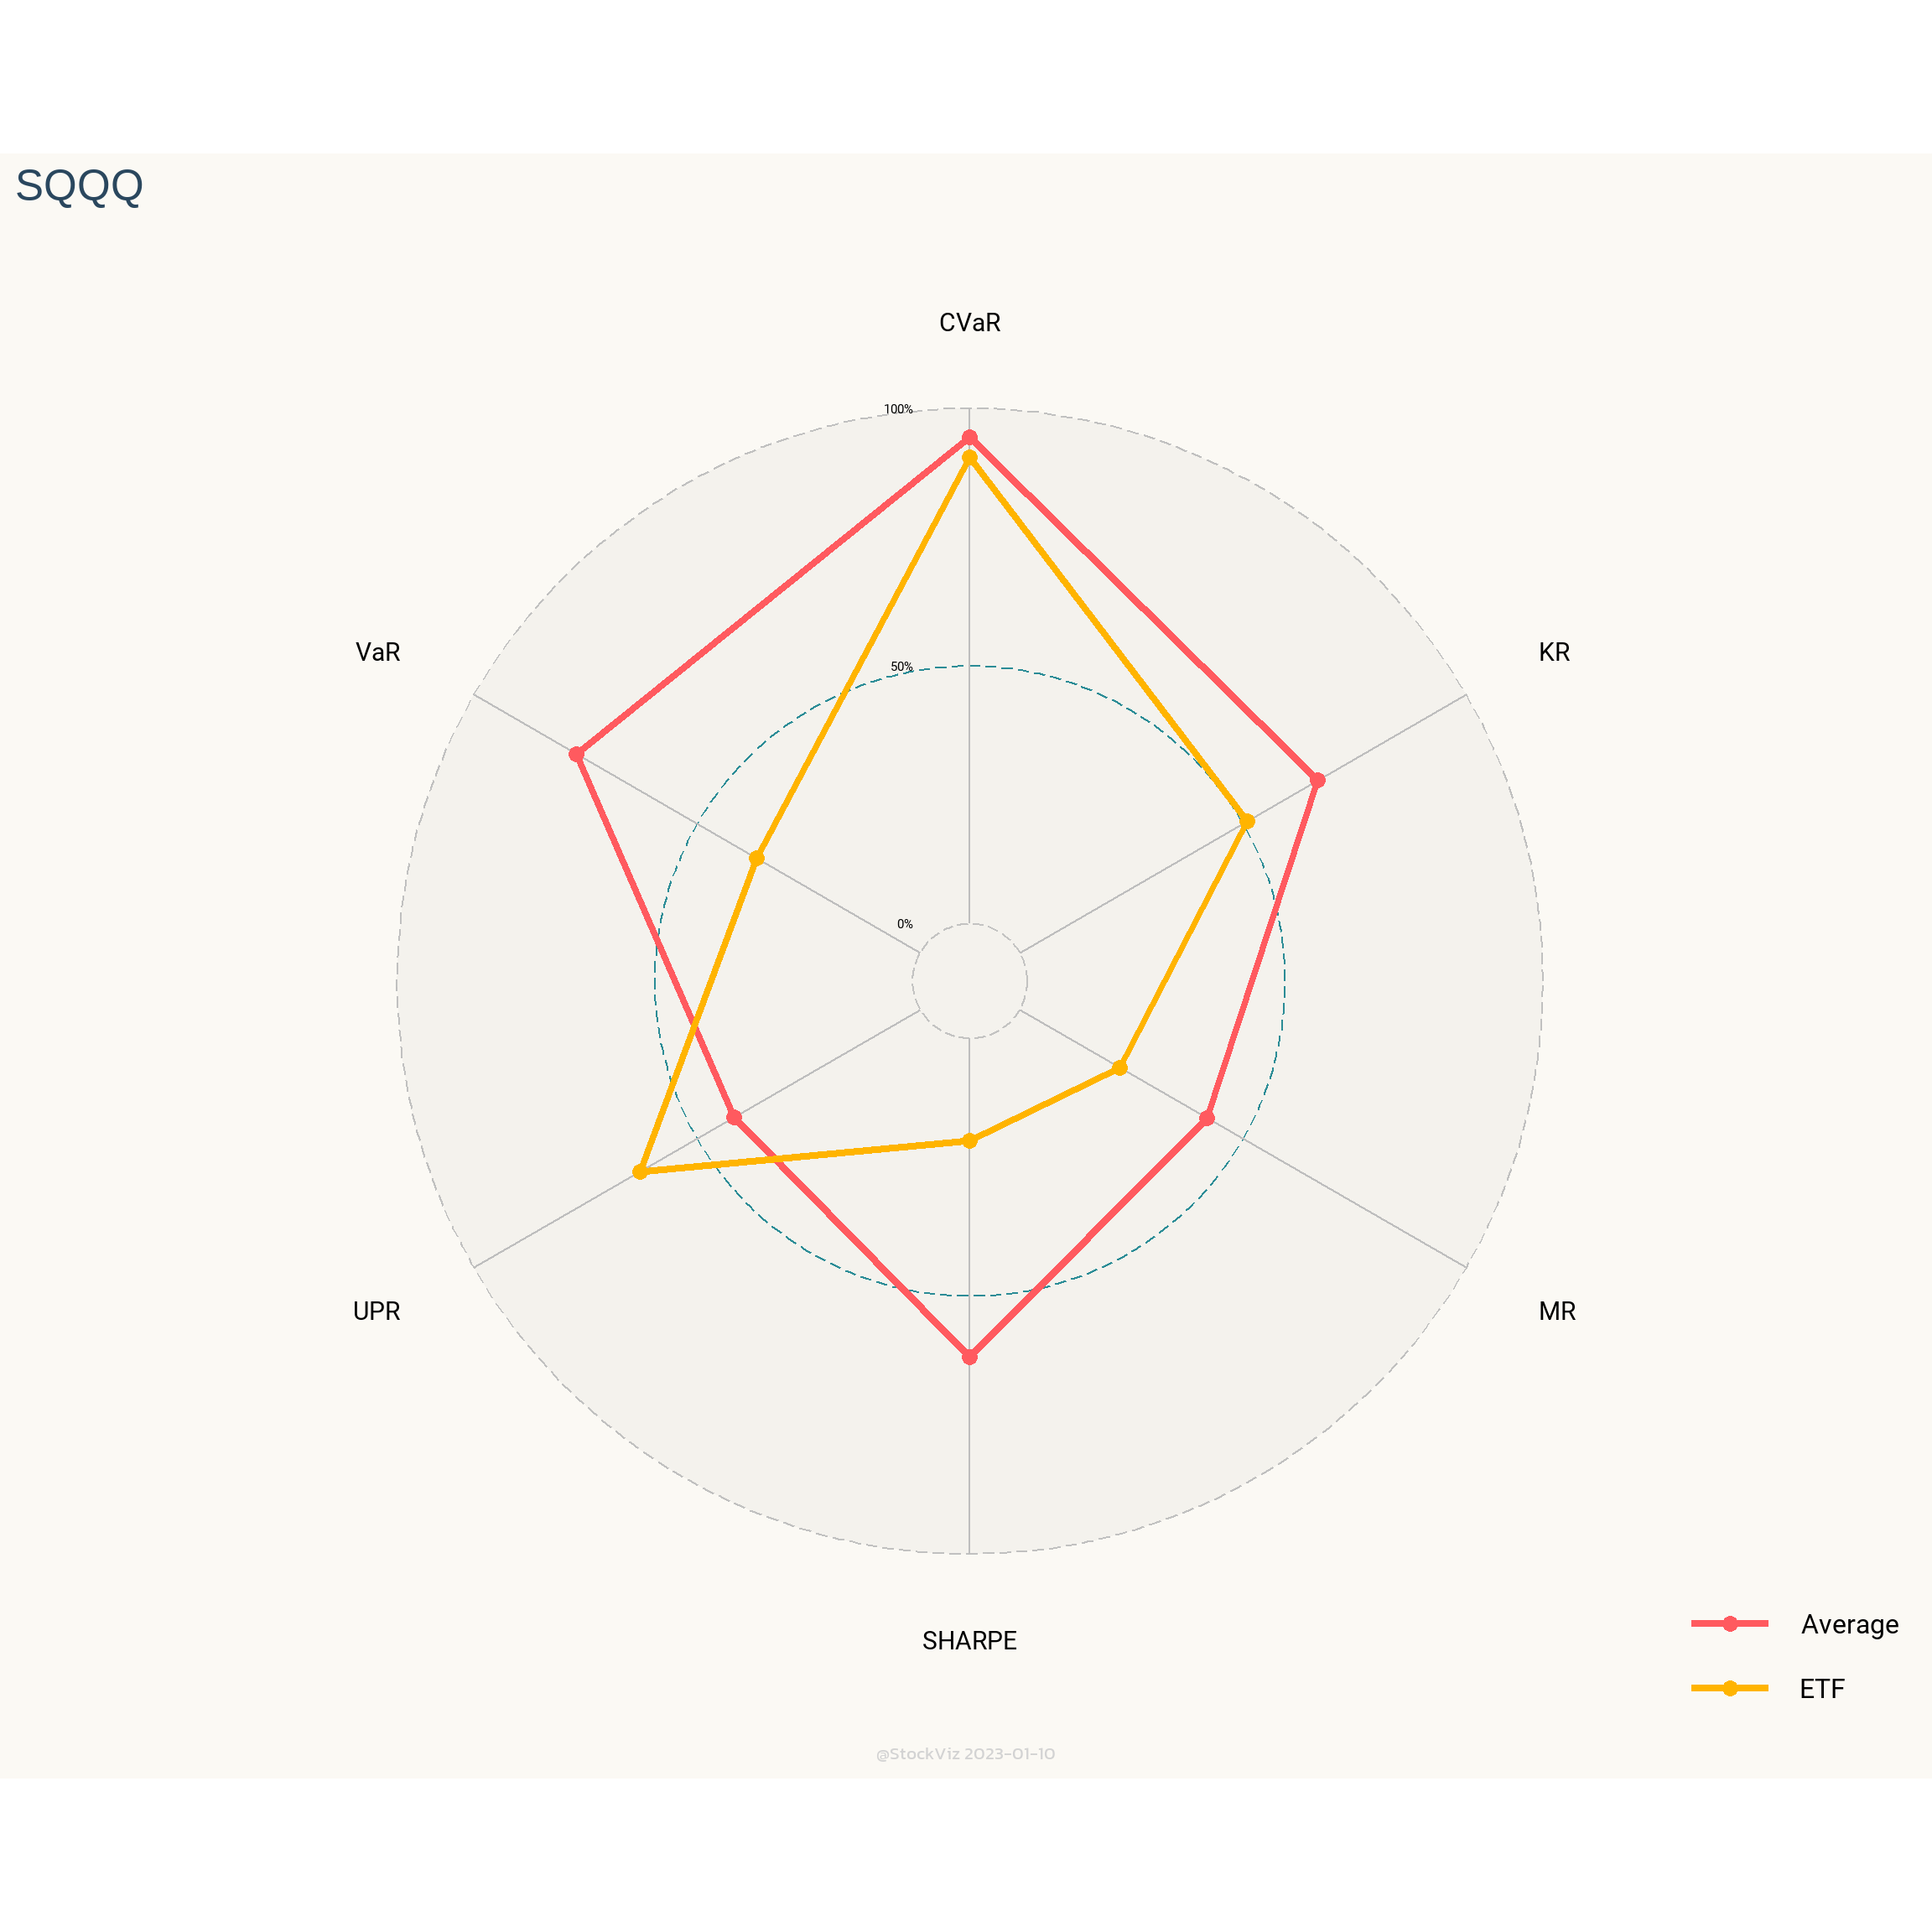 SQQQ
CVaR
100%
KR
VaR
50%
0%
UPR
MR
SHARPE
Average
ETF
@StockViz 2023-01-10